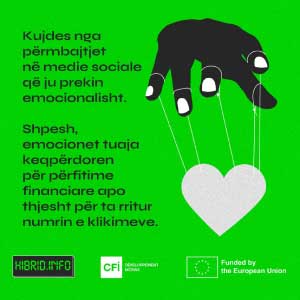 Kujdes nga
përmbajtjet
në medie sociale
që ju prekin
emocionalisht.
Shpesh,
emocionet tuaja
keqpërdoren
për përfitime
financiare apo
thjesht për ta rritur
numrin e klikimeve.
HIBRID.INFO
CFI
DÉVELOPPEMENT
MÉDIAS
Funded by
the European Union